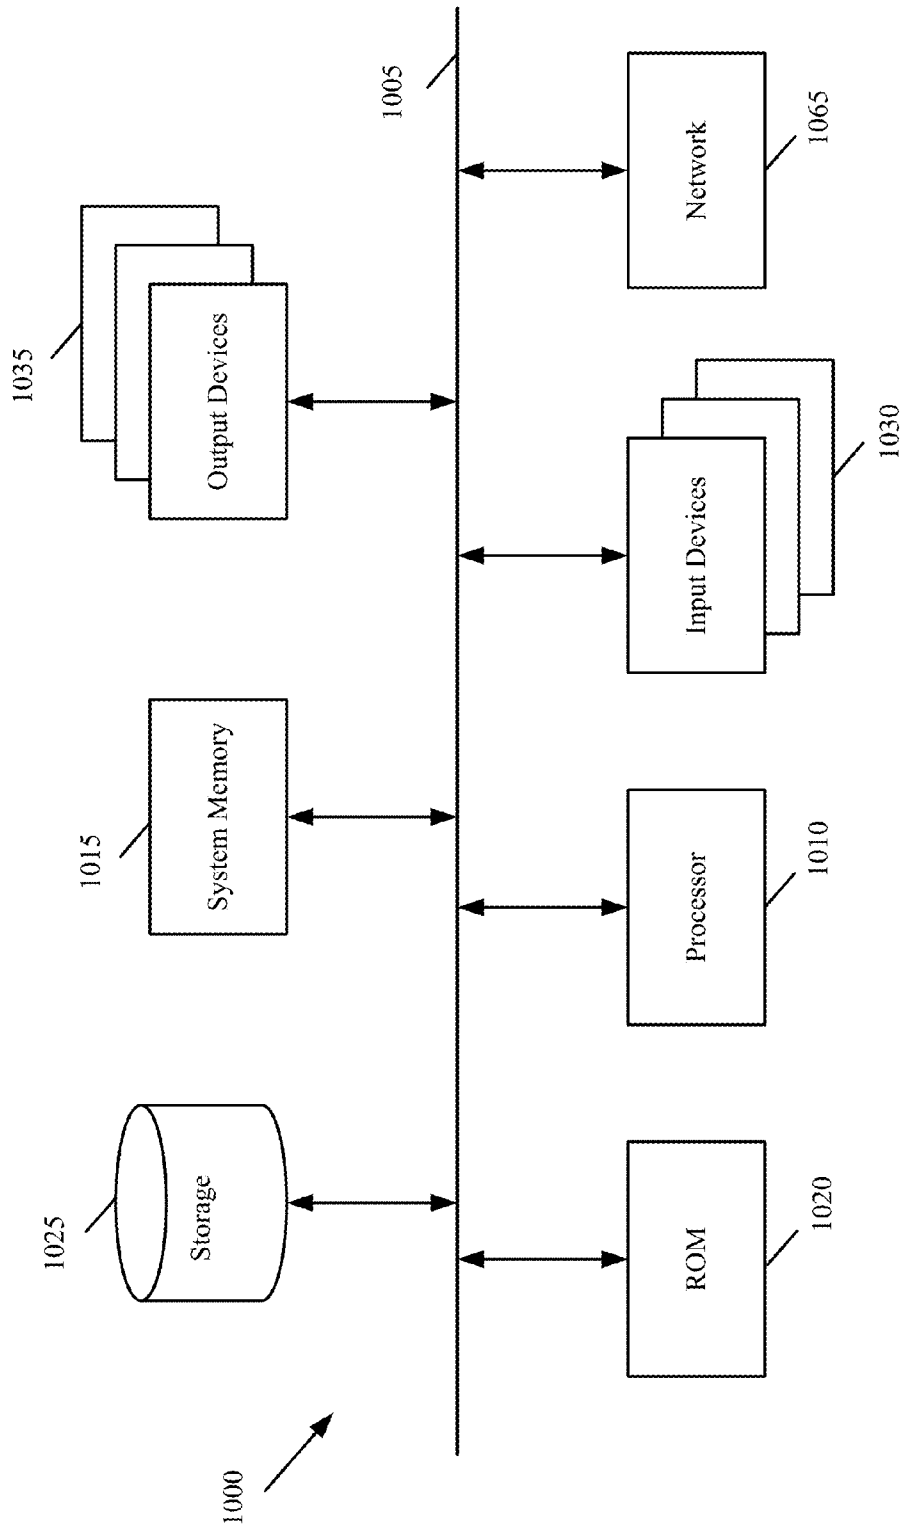 1025
Storage
1015
System Memory
1035
Output Devices
1005
1000
ROM
1020
Processor
1010
Input Devices
1030
Network
1065